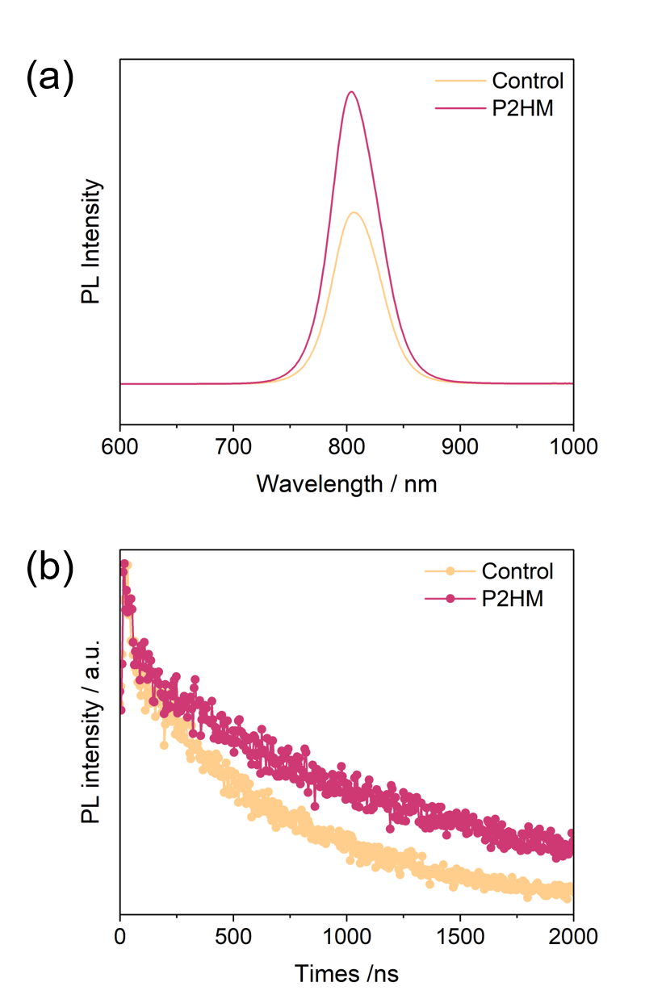 (a)
Control
P2HM
PL Intensity
600 700 800 900 1000
Wavelength / nm
(b)
Control
P2HM
PL intensity / a.u.
0 500 1000 1500 2000
Times /ns